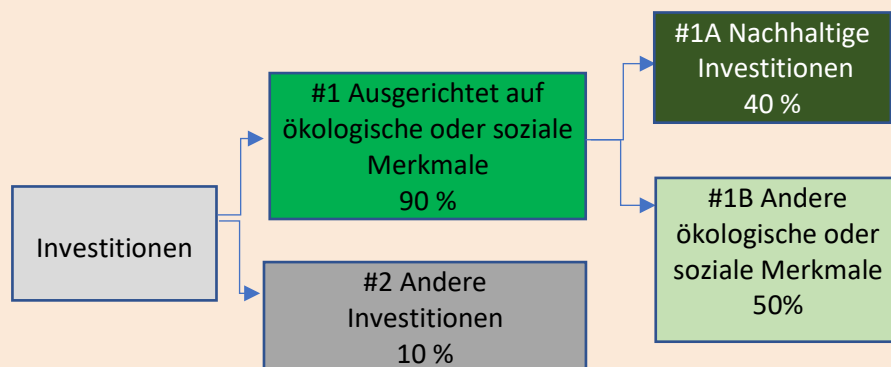 Investitionen
#1 Ausgerichtet auf
ökologische oder soziale
Merkmale
90 %
#2 Andere
Investitionen
10 %
#1A Nachhaltige
Investitionen
40 %
#1B Andere
ökologische oder
soziale Merkmale
50%